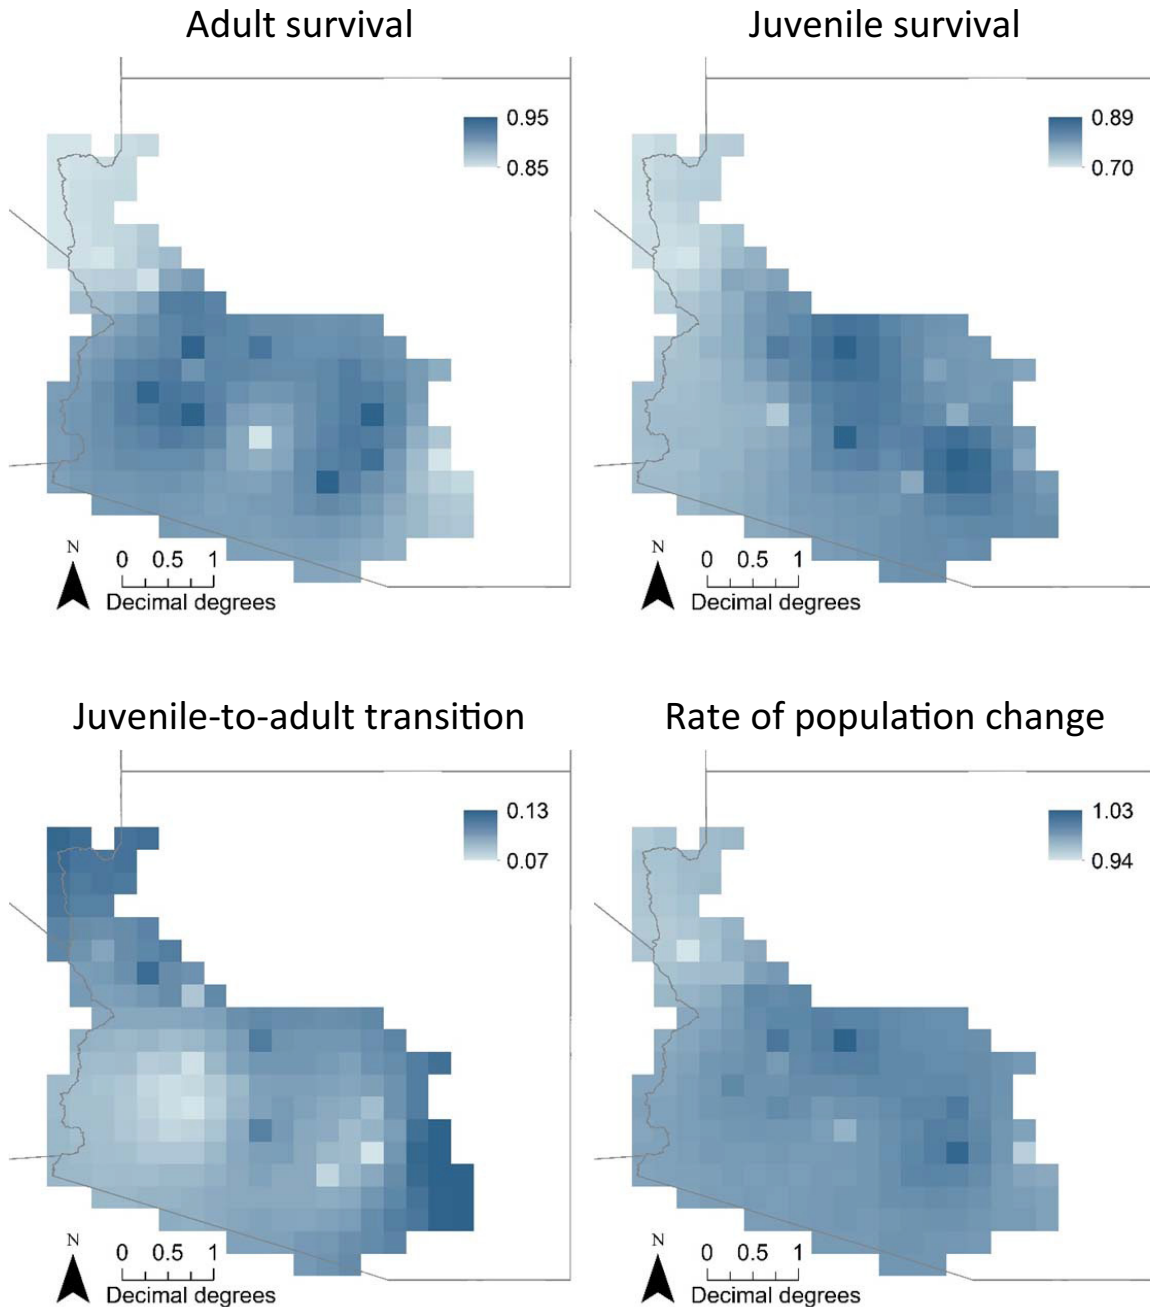 Adult survival
0.95
0.85
N
0 0.5 1
Decimal degrees
Juvenile survival
0.89
0.70
N
0 0.5 1
Decimal degrees
Juvenile-to-adult transition
0.13
0.07
N
0 0.5 1
Decimal degrees
Rate of population change
1.03
0.94
N
0 0.5 1
Decimal degrees